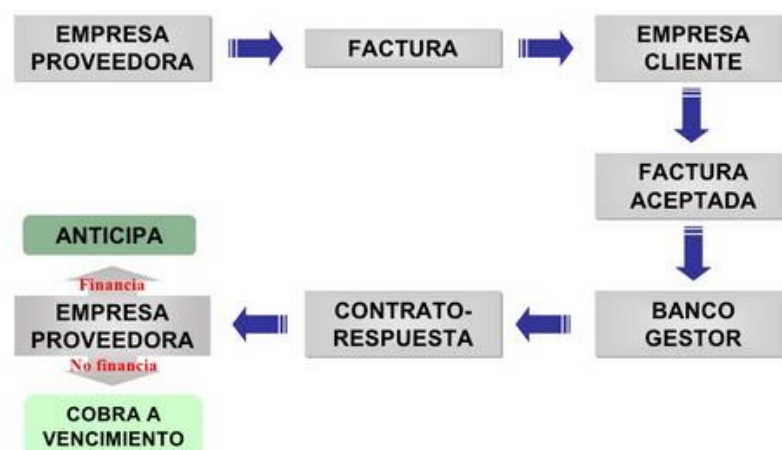 EMPRESA
PROVEEDORA
FACTURA
EMPRESA
CLIENTE
FACTURA
ACEPTADA
BANCO
GESTOR
CONTRATO-
RESPUESTA
ANTICIPA
Financia
EMPRESA
PROVEEDORA
No financia
COBRA A
VENCIMIENTO